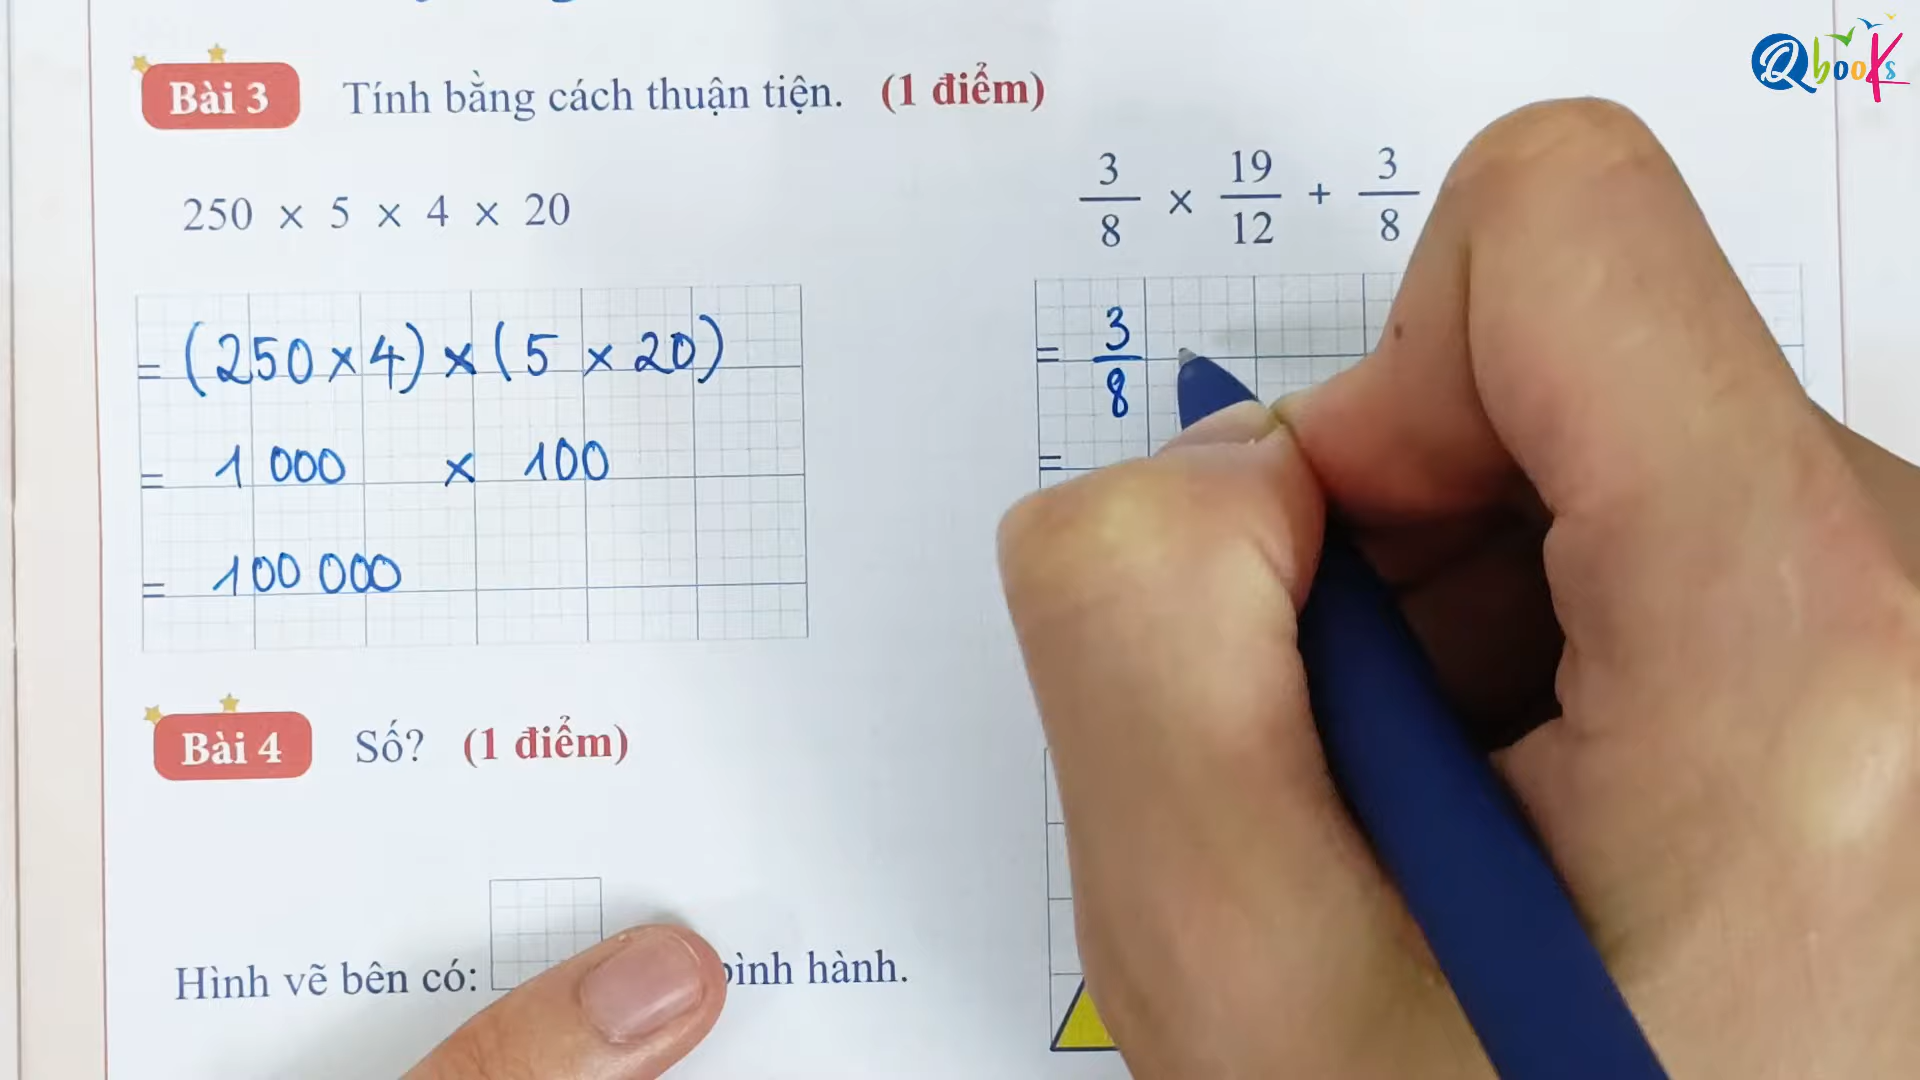 Qbooks
Bài 3 Tính bằng cách thuận tiện. (1 điểm)
250 × 5 × 4 × 20
= (250 × 4) × (5 × 20)
= 1 000 × 100
= 100 000
3/8 × 19/12 + 3/8
= 3/8
=
Bài 4 Số? (1 điểm)
Hình vẽ bên có: hành.